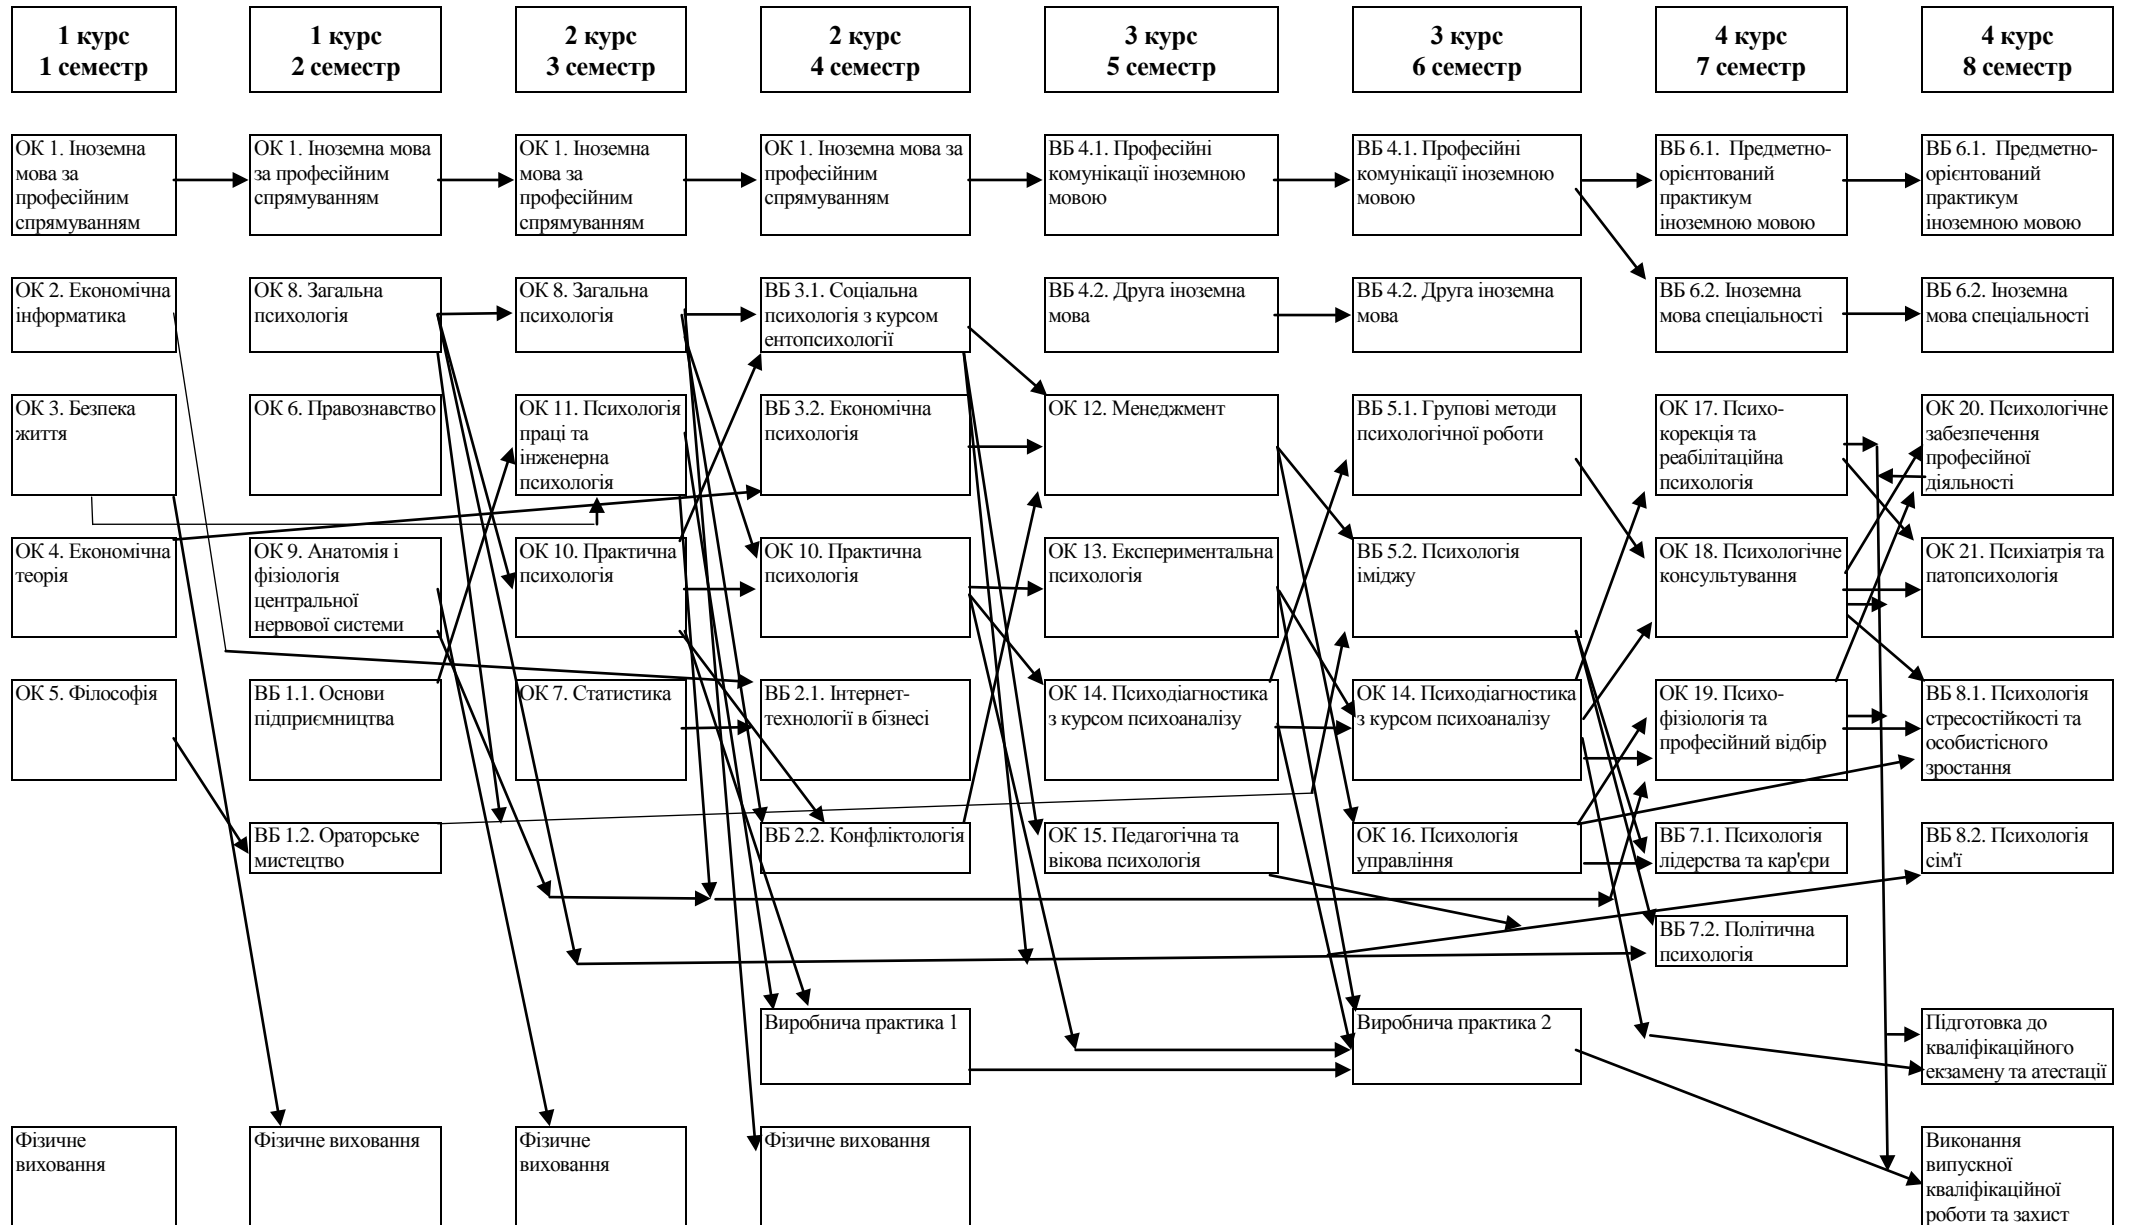 1 курс
1 семестр
1 курс
2 семестр
2 курс
3 семестр
2 курс
4 семестр
3 курс
5 семестр
3 курс
6 семестр
4 курс
7 семестр
4 курс
8 семестр
ОК 1. Іноземна
мова за
професійним
спрямуванням
ОК 1. Іноземна мова
за професійним
спрямуванням
ОК 1. Іноземна
мова за
професійним
спрямуванням
ОК 1. Іноземна мова за
професійним
спрямуванням
ВБ 4.1. Професійні
комунікації іноземною
мовою
ВБ 4.1. Професійні
комунікації іноземною
мовою
ВБ 6.1. Предметно-
орієнтований
практикум
іноземною мовою
ВБ 6.1. Предметно-
орієнтований
практикум
іноземною мовою
ОК 2. Економічна
інформатика
ОК 8. Загальна
психологія
ОК 8. Загальна
психологія
ВБ 3.1. Соціальна
психологія з курсом
ентопсихології
ВБ 4.2. Друга іноземна
мова
ВБ 4.2. Друга іноземна
мова
ВБ 6.2. Іноземна
мова спеціальності
ВБ 6.2. Іноземна
мова спеціальності
ОК 3. Безпека
життя
ОК 6. Правознавство
ОК 11. Психологія
праці та
інженерна
психологія
ВБ 3.2. Економічна
психологія
ОК 12. Менеджмент
ВБ 5.1. Групові методи
психологічної роботи
ОК 17. Психо-
корекція та
реабілітаційна
психологія
ОК 20. Психологічне
забезпечення
професійної
діяльності
ОК 4. Економічна
теорія
ОК 9. Анатомія і
фізіологія
центральної
нервової системи
ОК 10. Практична
психологія
ОК 10. Практична
психологія
ОК 13. Експериментальна
психологія
ВБ 5.2. Психологія
іміджу
ОК 18. Психологічне
консультування
ОК 21. Психіатрія та
патопсихологія
ОК 5. Філософія
ВБ 1.1. Основи
підприємництва
ОК 7. Статистика
ВБ 2.1. Інтернет-
технології в бізнесі
ОК 14. Психодіагностика
з курсом психоаналізу
ОК 14. Психодіагностика
з курсом психоаналізу
ОК 19. Психо-
фізіологія та
професійний відбір
ВБ 8.1. Психологія
стресостійкості та
особистісного
зростання
ВБ 1.2. Ораторське
мистецтво
ВБ 2.2. Конфліктологія
ОК 15. Педагогічна та
вікова психологія
ОК 16. Психологія
управління
ВБ 7.1. Психологія
лідерства та кар'єри
ВБ 8.2. Психологія
сім'ї
ВБ 7.2. Політична
психологія
Виробнича практика 1
Виробнича практика 2
Підготовка до
кваліфікаційного
екзамену та атестації
Фізичне
виховання
Фізичне виховання
Фізичне
виховання
Фізичне виховання
Виконання
випускної
кваліфікаційної
роботи та захист